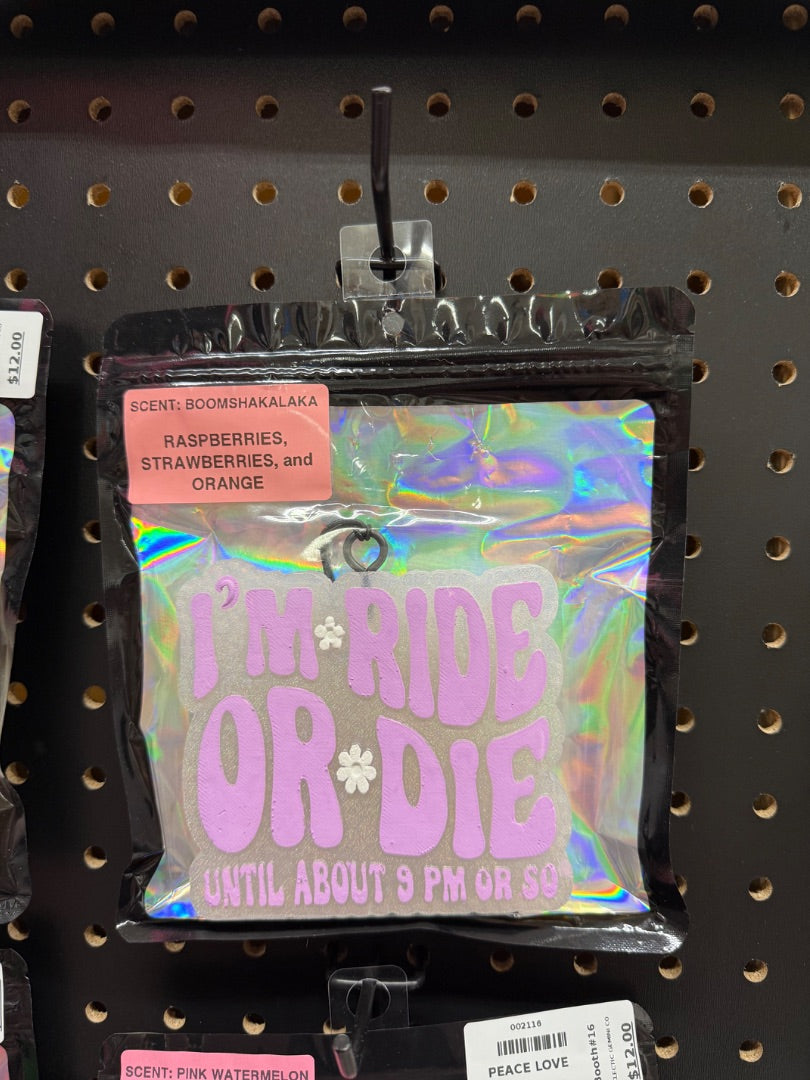 $12.00
SCENT: BOOMSHAKALAKA
RASPBERRIES,
STRAWBERRIES, and
ORANGE
I'M RIDE
OR DIE
UNTIL ABOUT 9 PM OR SO
SCENT: PINK WATERMELON
002116
PEACE LOVE
Booth#16
$12.00